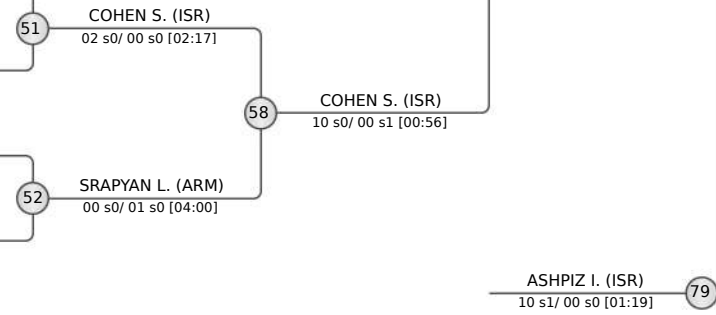 51
COHEN S. (ISR)
02 s0/ 00 s0 [02:17]
58
COHEN S. (ISR)
10 s0/ 00 s1 [00:56]
52
SRAPYAN L. (ARM)
00 s0/ 01 s0 [04:00]
ASHPIZ I. (ISR)
10 s1/ 00 s0 [01:19]
79